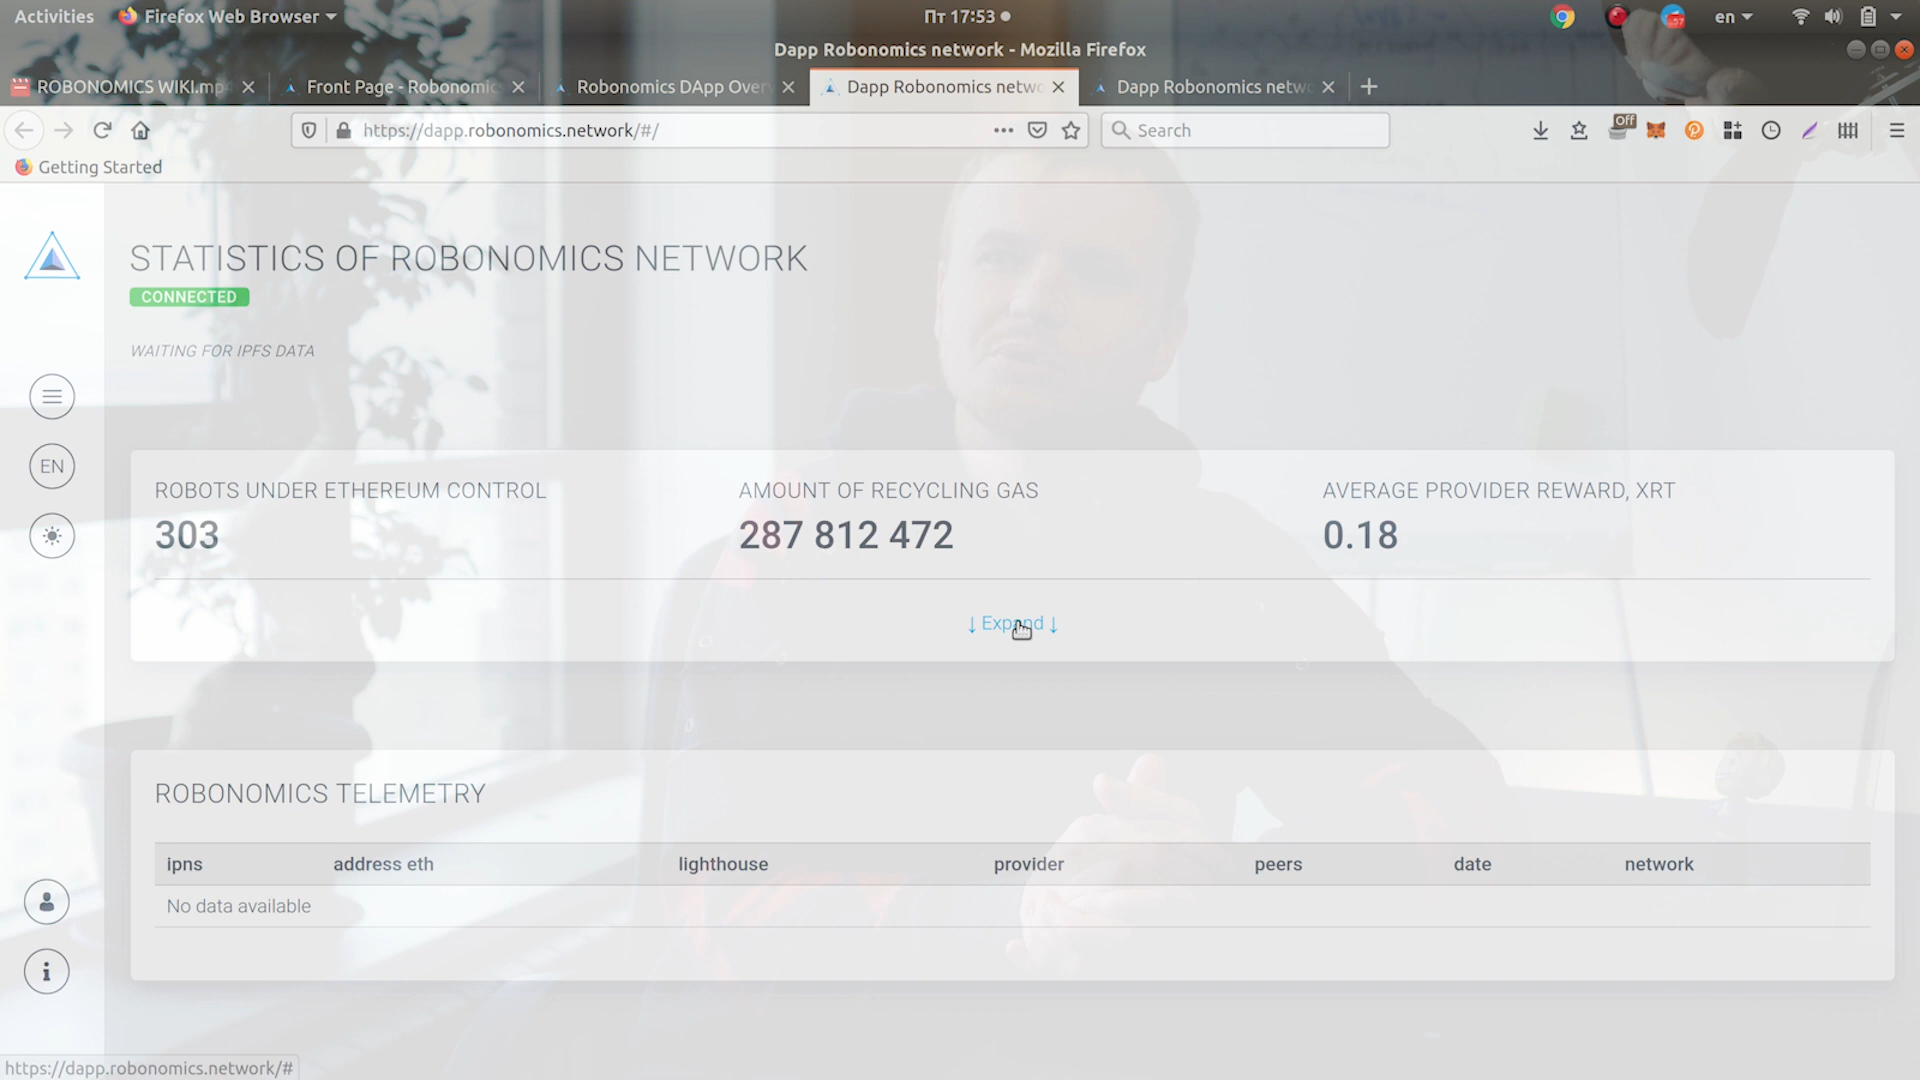 Activities Firefox Web Browser Пт 17:53 en
Dapp Robonomics network - Mozilla Firefox
ROBONOMICS WIKI.mp4 Front Page - Robonomic Robonomics DApp Over Dapp Robonomics netwo Dapp Robonomics netwo
https://dapp.robonomics.network/#/ Search Off
Getting Started
STATISTICS OF ROBONOMICS NETWORK
CONNECTED
WAITING FOR IPFS DATA
EN
ROBOTS UNDER ETHEREUM CONTROL AMOUNT OF RECYCLING GAS AVERAGE PROVIDER REWARD, XRT
303 287 812 472 0.18
↓ Expand ↓
ROBONOMICS TELEMETRY
ipns address eth lighthouse provider peers date network
No data available
https://dapp.robonomics.network/#